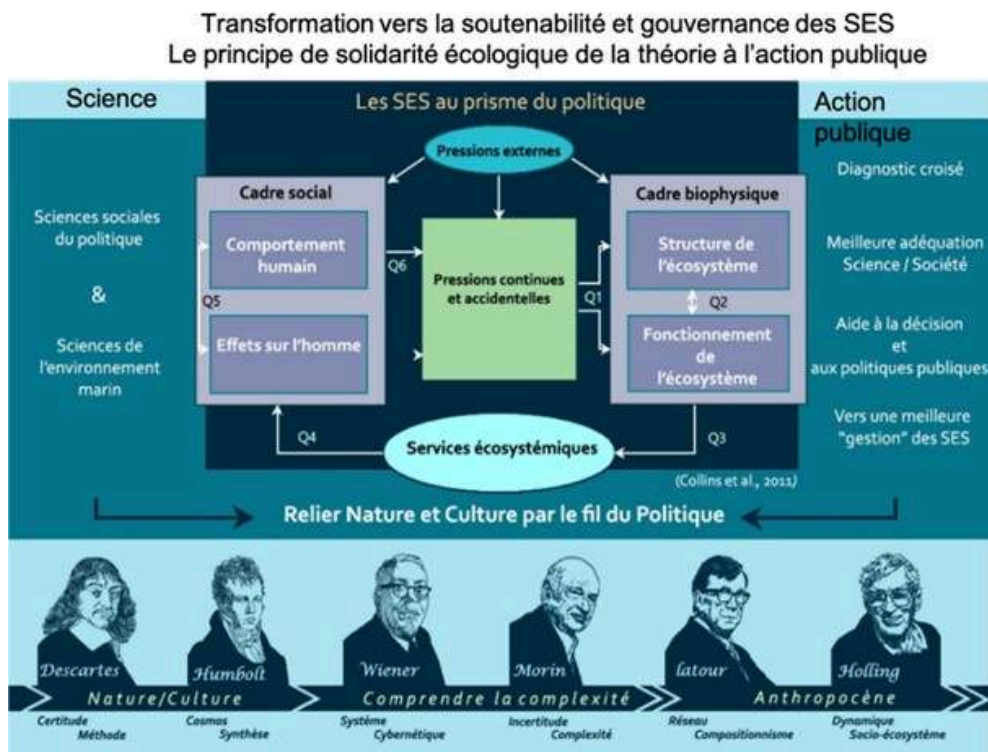 Transformation vers la soutenabilité et gouvernance des SES
Le principe de solidarité écologique de la théorie à l'action publique
Science
Les SES au prisme du politique
Action
publique
Pressions externes
Diagnostic croisé
Cadre social
Cadre biophysique
Sciences sociales
du politique
&
Sciences de
l'environnement
marin
Comportement
humain
Q5
Effets sur l'homme
Q6
Pressions continues
et accidentelles
Q1
Structure de
l'écosystème
Q2
Fonctionnement
de
l'écosystème
Meilleure adéquation
Science / Société
Aide à la décision
et
aux politiques publiques
Vers une meilleure
"gestion" des SES
Q4
Services écosystémiques
Q3
(Collins et al., 2011)
Relier Nature et Culture par le fil du Politique
Descartes
Humbolt
Wiener
Morin
latour
Holling
Nature/Culture
Comprendre la complexité
Anthropocène
Certitude
Méthode
Cosmos
Synthèse
Système
Cybernétique
Incertitude
Complexité
Réseau
Compositionnisme
Dynamique
Socio-écosystème